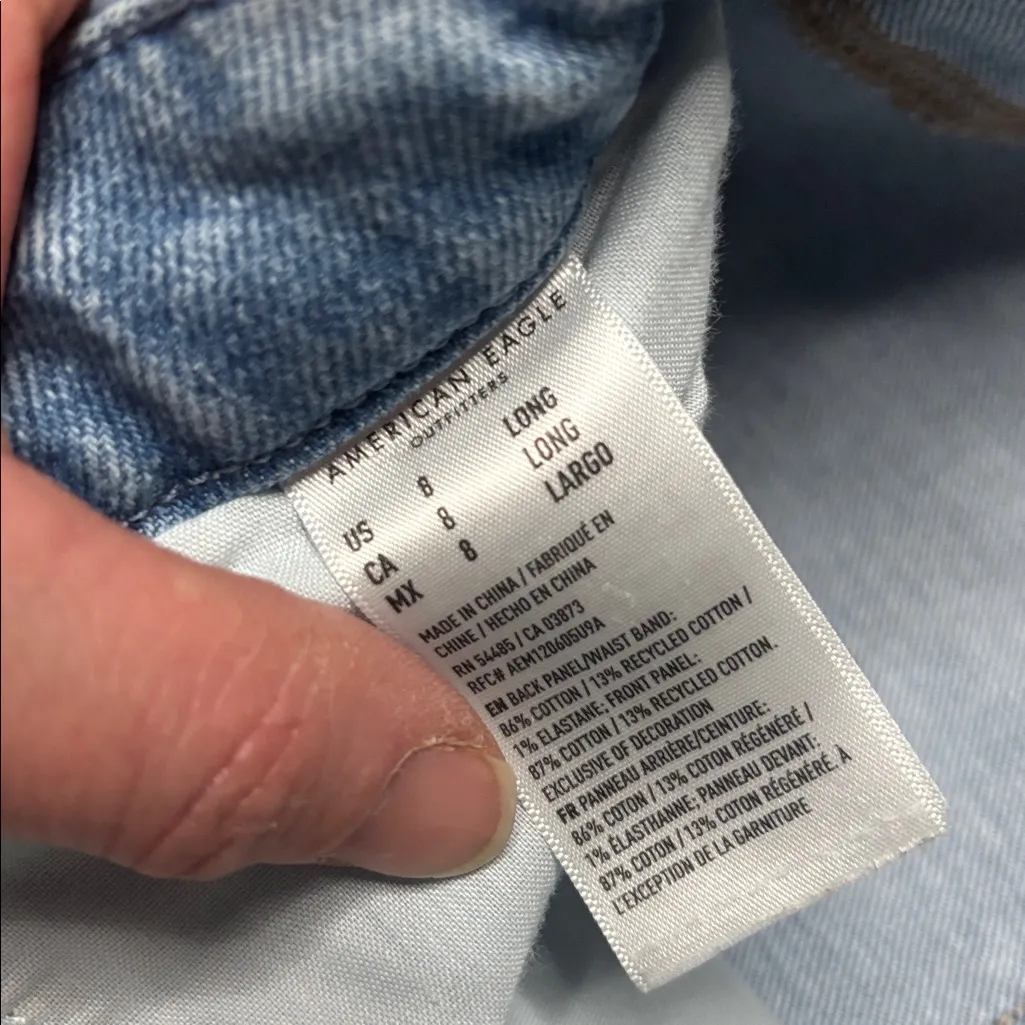 AMERICAN EAGLE
OUTFITTERS
US 8 LONG
CA 8 LONG
MX 8 LARGO
MADE IN CHINA / FABRIQUÉ EN
CHINE / HECHO EN CHINA
RN 54485 / CA 03873
RFC# AEM120605U9A
EN BACK PANEL/WAIST BAND:
86% COTTON / 13% RECYCLED COTTON /
1% ELASTANE; FRONT PANEL:
87% COTTON / 13% RECYCLED COTTON.
EXCLUSIVE OF DECORATION
FR PANNEAU ARRIÈRE/CEINTURE:
86% COTON / 13% COTON RÉGÉNÉRÉ /
1% ÉLASTHANE; PANNEAU DEVANT:
87% COTON / 13% COTON RÉGÉNÉRÉ À
L'EXCEPTION DE LA GARNITURE